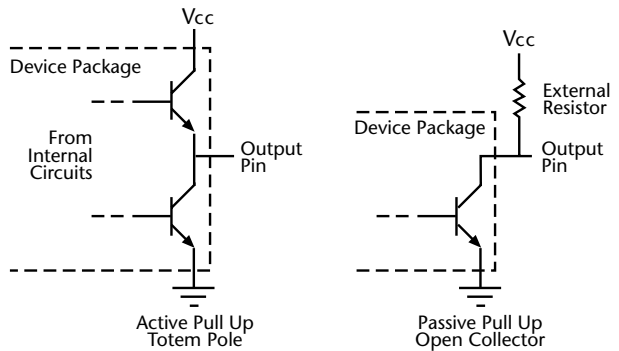 Vcc
Device Package
From
Internal
Circuits
Output
Pin
Active Pull Up
Totem Pole
Vcc
External
Resistor
Device Package
Output
Pin
Passive Pull Up
Open Collector